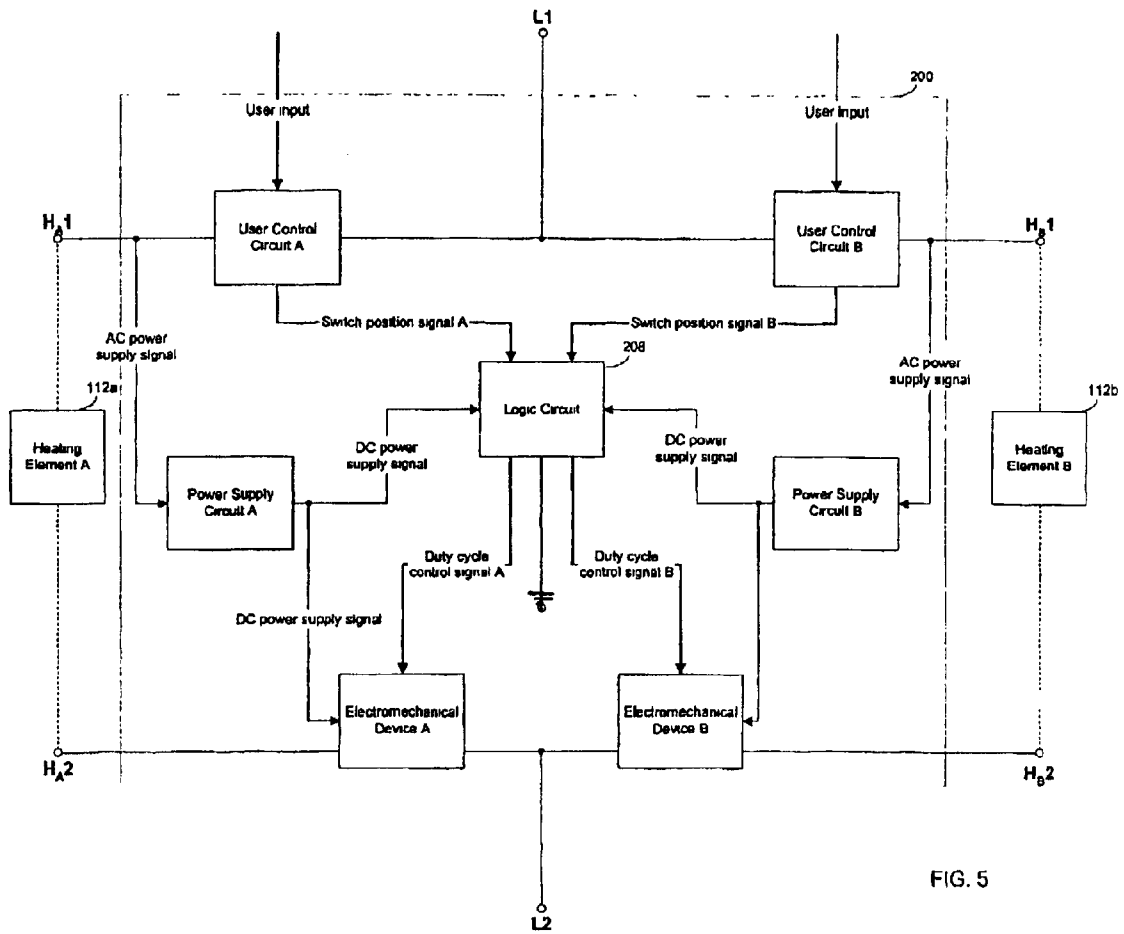 L1
200
User input
User input
HA1
User Control
Circuit A
User Control
Circuit B
HB1
Switch position signal A
Switch position signal B
AC power
supply signal
208
AC power
supply signal
112a
112b
Logic Circuit
Heating
Element A
DC power
supply signal
DC power
supply signal
Heating
Element B
Power Supply
Circuit A
Power Supply
Circuit B
Duty cycle
control signal A
Duty cycle
control signal B
DC power supply signal
Electromechanical
Device A
Electromechanical
Device B
HA2
HB2
FIG. 5
L2